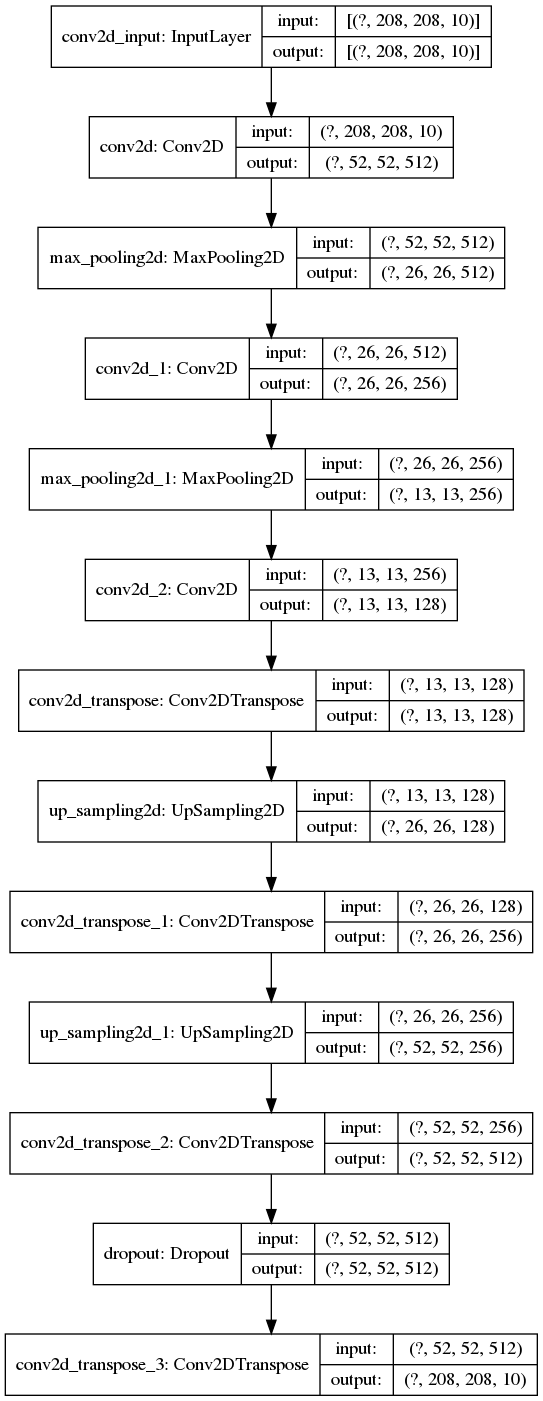 conv2d_input: InputLayer
input: [(?, 208, 208, 10)]
output: [(?, 208, 208, 10)]
conv2d: Conv2D
input: (?, 208, 208, 10)
output: (?, 52, 52, 512)
max_pooling2d: MaxPooling2D
input: (?, 52, 52, 512)
output: (?, 26, 26, 512)
conv2d_1: Conv2D
input: (?, 26, 26, 512)
output: (?, 26, 26, 256)
max_pooling2d_1: MaxPooling2D
input: (?, 26, 26, 256)
output: (?, 13, 13, 256)
conv2d_2: Conv2D
input: (?, 13, 13, 256)
output: (?, 13, 13, 128)
conv2d_transpose: Conv2DTranspose
input: (?, 13, 13, 128)
output: (?, 13, 13, 128)
up_sampling2d: UpSampling2D
input: (?, 13, 13, 128)
output: (?, 26, 26, 128)
conv2d_transpose_1: Conv2DTranspose
input: (?, 26, 26, 128)
output: (?, 26, 26, 256)
up_sampling2d_1: UpSampling2D
input: (?, 26, 26, 256)
output: (?, 52, 52, 256)
conv2d_transpose_2: Conv2DTranspose
input: (?, 52, 52, 256)
output: (?, 52, 52, 512)
dropout: Dropout
input: (?, 52, 52, 512)
output: (?, 52, 52, 512)
conv2d_transpose_3: Conv2DTranspose
input: (?, 52, 52, 512)
output: (?, 208, 208, 10)